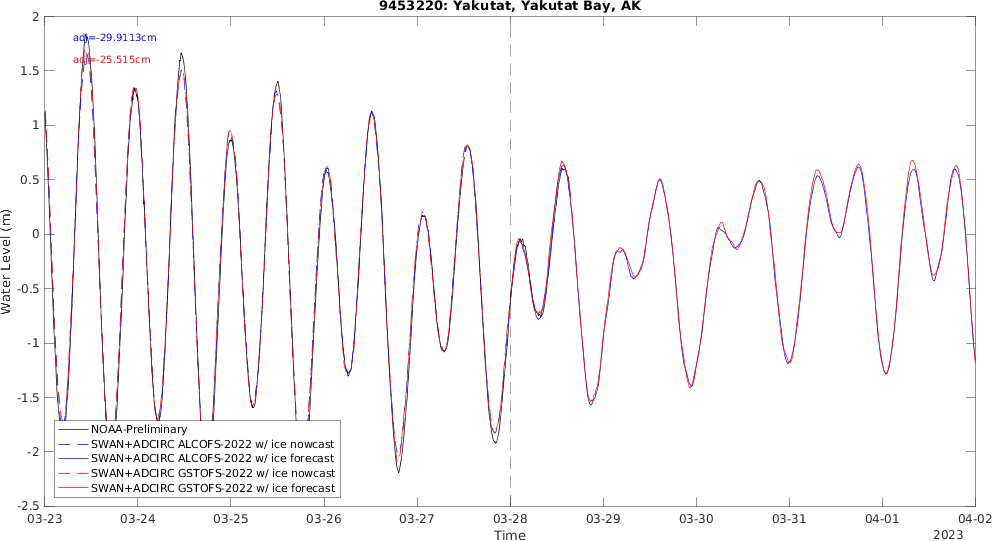 9453220: Yakutat, Yakutat Bay, AK
adj=-29.9113cm
adj=-25.515cm
Water Level (m)
2
1.5
1
0.5
0
-0.5
-1
-1.5
-2
-2.5
NOAA-Preliminary
SWAN+ADCIRC ALCOFS-2022 w/ ice nowcast
SWAN+ADCIRC ALCOFS-2022 w/ ice forecast
SWAN+ADCIRC GSTOFS-2022 w/ ice nowcast
SWAN+ADCIRC GSTOFS-2022 w/ ice forecast
03-23 03-24 03-25 03-26 03-27 03-28 03-29 03-30 03-31 04-01 04-02
Time
2023